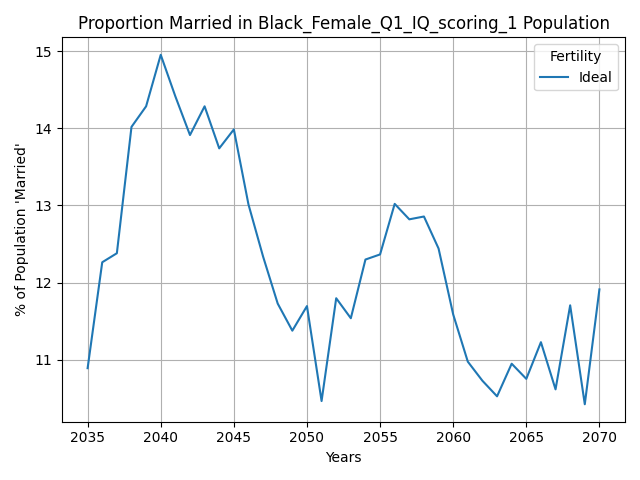 Proportion Married in Black_Female_Q1_IQ_scoring_1 Population
Fertility
Ideal
% of Population 'Married'
15
14
13
12
11
2035 2040 2045 2050 2055 2060 2065 2070
Years